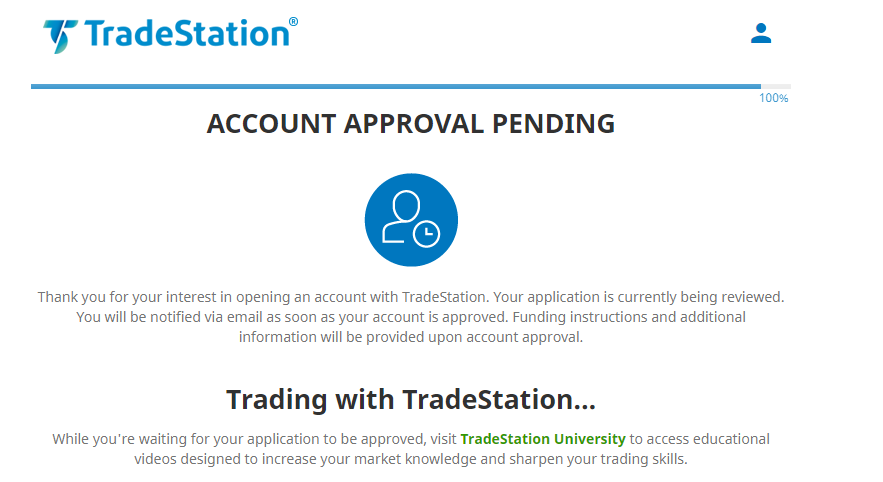 TradeStation®
100%
ACCOUNT APPROVAL PENDING
Thank you for your interest in opening an account with TradeStation. Your application is currently being reviewed.
You will be notified via email as soon as your account is approved. Funding instructions and additional
information will be provided upon account approval.
Trading with TradeStation...
While you're waiting for your application to be approved, visit TradeStation University to access educational
videos designed to increase your market knowledge and sharpen your trading skills.